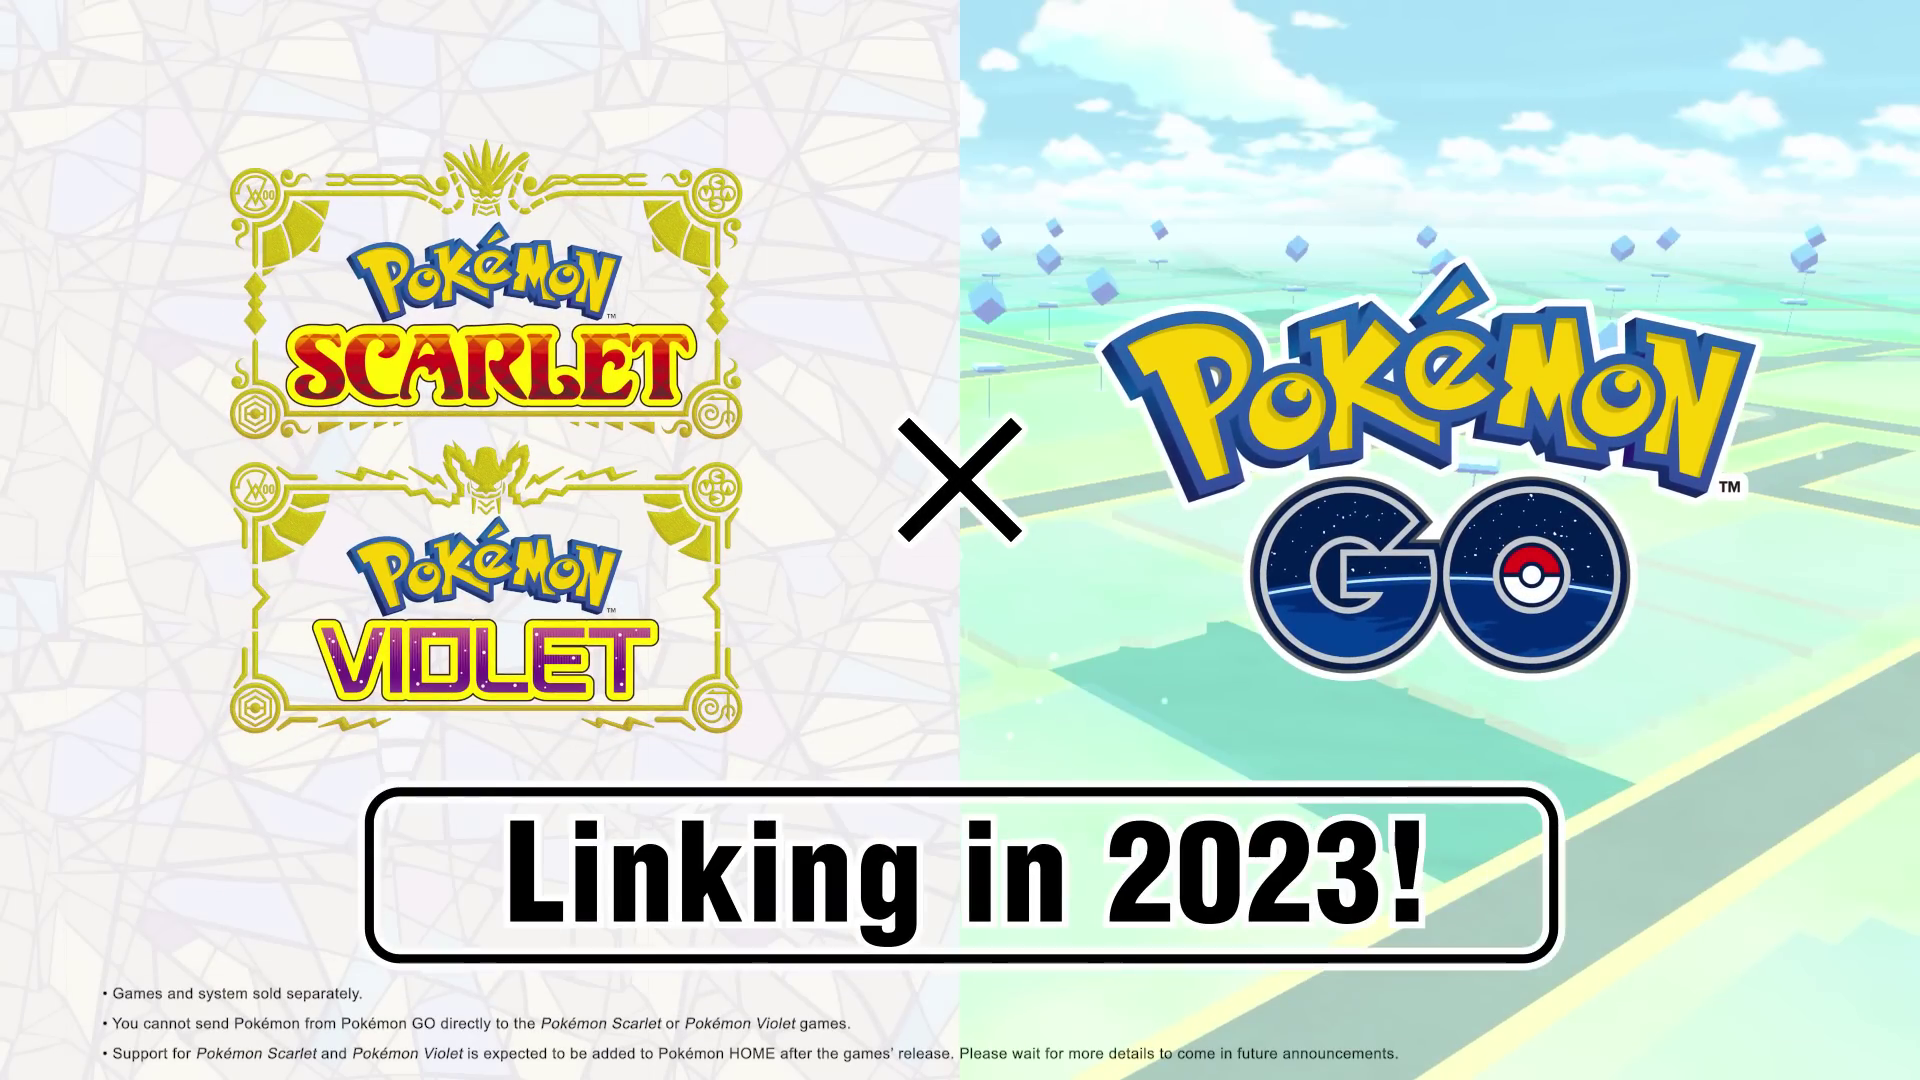 POKéMON
™
SCARLET
POKéMON
™
VIOLET
POKéMON
™
GO
Linking in 2023!
• Games and system sold separately.
• You cannot send Pokémon from Pokémon GO directly to the Pokémon Scarlet or Pokémon Violet games.
• Support for Pokémon Scarlet and Pokémon Violet is expected to be added to Pokémon HOME after the games’ release. Please wait for more details to come in future announcements.